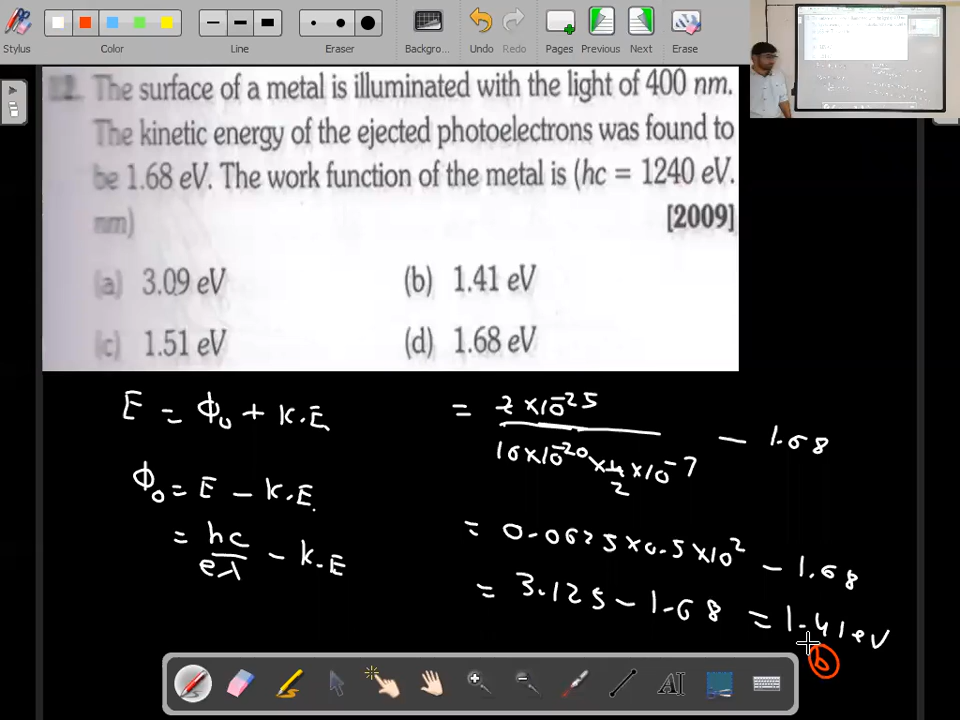 Stylus
Color
Line
Eraser
Backgro...
Undo
Redo
Pages
Previous
Next
Erase
12. The surface of a metal is illuminated with the light of 400 nm.
The kinetic energy of the ejected photoelectrons was found to
be 1.68 eV. The work function of the metal is (hc = 1240 eV.
nm) [2009]
(a) 3.09 eV (b) 1.41 eV
(c) 1.51 eV (d) 1.68 eV
E = ϕ₀ + K.E
ϕ₀ = E - K.E.
= hc/eλ - K.E
= 2×10⁻²⁵/16×10⁻²⁰×4×10⁻⁷ - 1.68
2
= 0.0625×0.5×10² - 1.68
= 3.125 - 1.68 = 1.41eV
b
AI